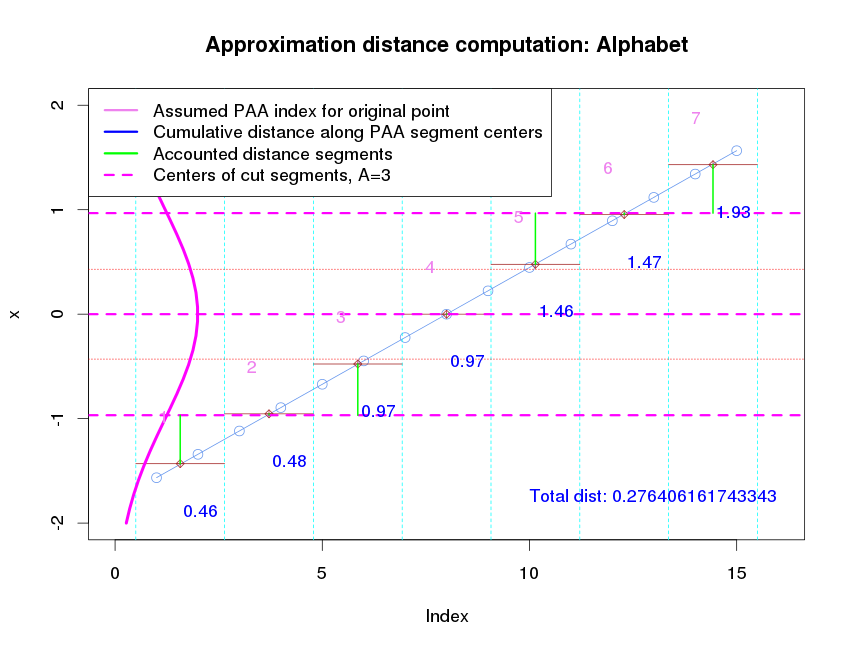 Approximation distance computation: Alphabet
Assumed PAA index for original point
Cumulative distance along PAA segment centers
Accounted distance segments
Centers of cut segments, A=3
7
6
5
4
3
2
1
1.93
1.47
1.46
0.97
0.97
0.48
0.46
Total dist: 0.276406161743343
x
2
1
0
-1
-2
0 5 10 15
Index